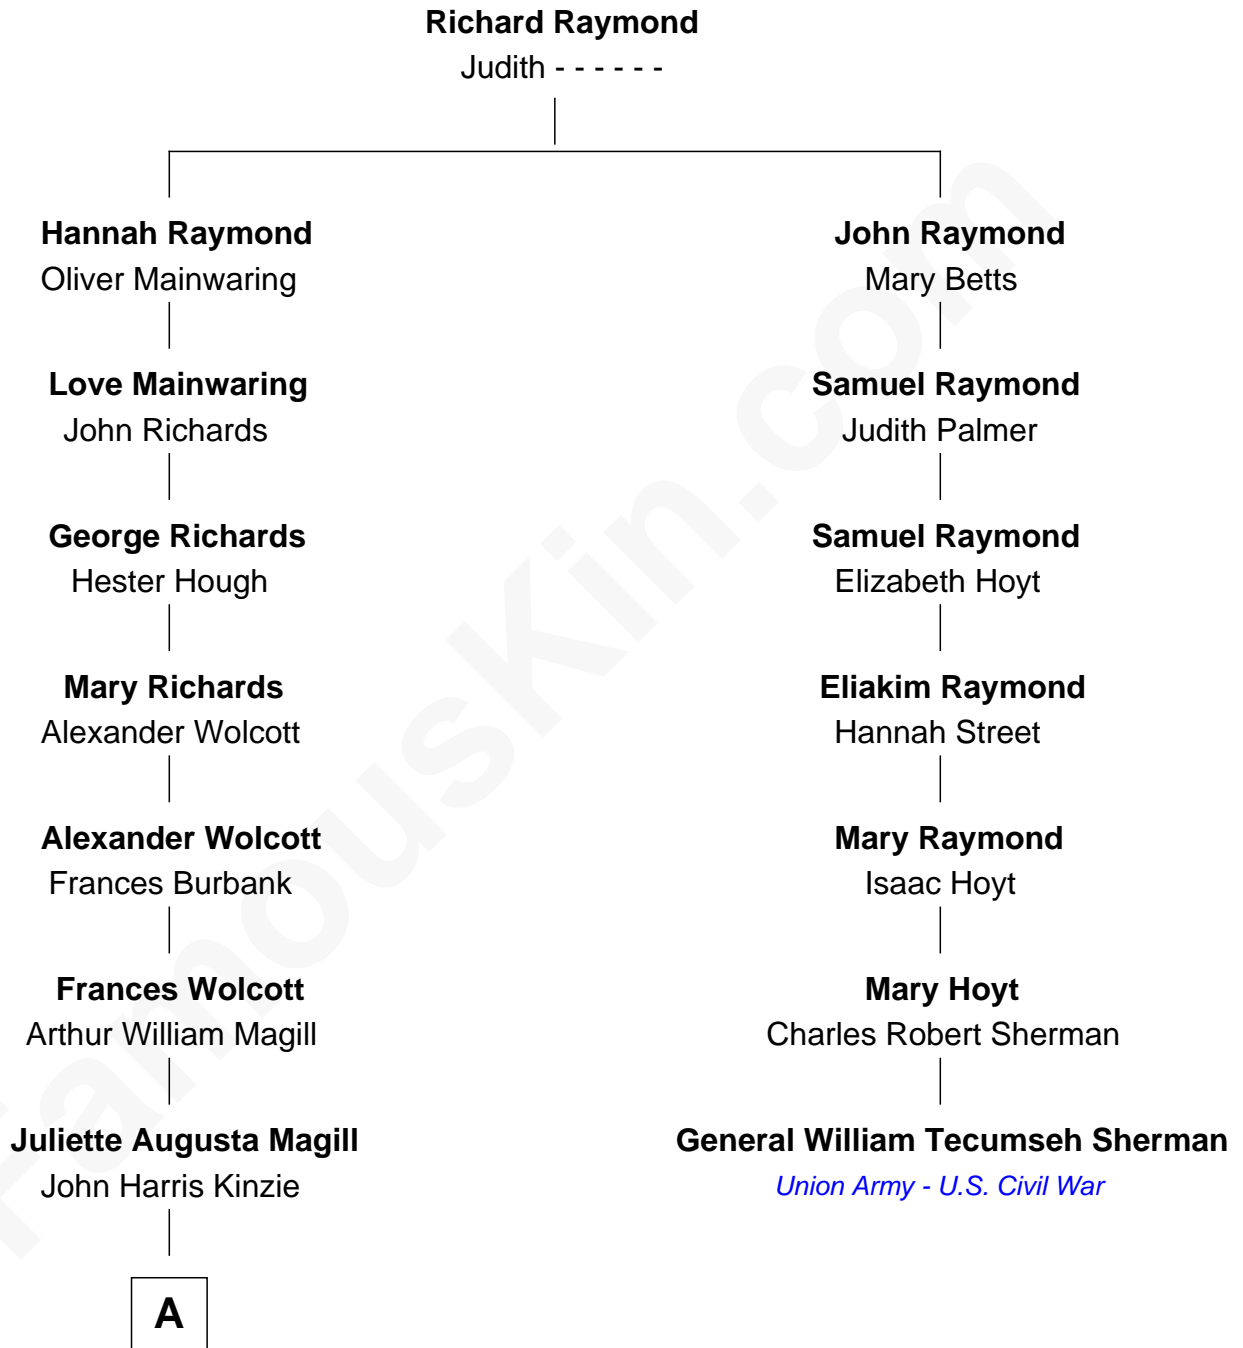 Richard Raymond
Judith - - - - - -
Hannah Raymond
Oliver Mainwaring
John Raymond
Mary Betts
Love Mainwaring
John Richards
Samuel Raymond
Judith Palmer
George Richards
Hester Hough
Samuel Raymond
Elizabeth Hoyt
Mary Richards
Alexander Wolcott
Eliakim Raymond
Hannah Street
Alexander Wolcott
Frances Burbank
Mary Raymond
Isaac Hoyt
Frances Wolcott
Arthur William Magill
Mary Hoyt
Charles Robert Sherman
Juliette Augusta Magill
John Harris Kinzie
General William Tecumseh Sherman
Union Army - U.S. Civil War
A
FamousKin.com